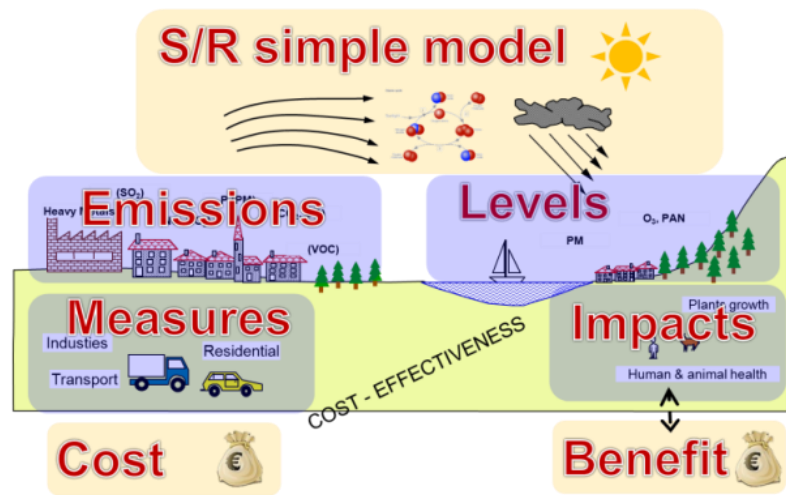 S/R simple model
(SO₂)
Emissions
Heavy
(VOC)
Levels
O₃, PAN
PM
Measures
Industies
Residential
Transport
COST - EFFECTIVENESS
Plants growth
Impacts
Human & animal health
Cost
€
Benefit
€